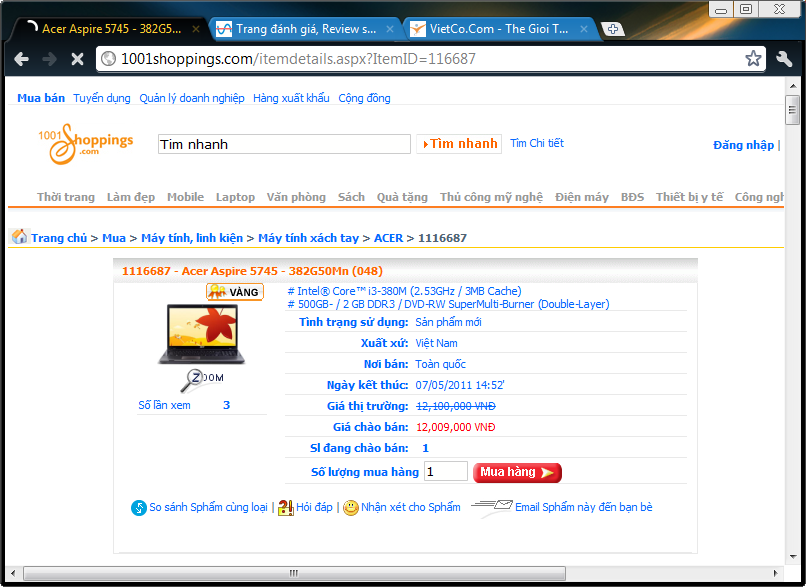 Acer Aspire 5745 - 382G5...
Trang đánh giá, Review s...
VietCo.Com - The Gioi T...
1001shoppings.com/itemdetails.aspx?ItemID=116687
Mua bán Tuyển dụng Quản lý doanh nghiệp Hàng xuất khẩu Cộng đồng
1001 Shoppings .com
Tim nhanh
Tìm nhanh
Tìm Chi tiết
Đăng nhập |
Thời trang Làm đẹp Mobile Laptop Văn phòng Sách Quà tặng Thủ công mỹ nghệ Điện máy BĐS Thiết bị y tế Công ngh
Trang chủ > Mua > Máy tính, linh kiện > Máy tính xách tay > ACER > 1116687
1116687 - Acer Aspire 5745 - 382G50Mn (048)
VÀNG
# Intel® Core™ i3-380M (2.53GHz / 3MB Cache)
# 500GB- / 2 GB DDR3 / DVD-RW SuperMulti-Burner (Double-Layer)
ZOOM
Số lần xem 3
Tình trạng sử dụng: Sản phẩm mới
Xuất xứ: Việt Nam
Nơi bán: Toàn quốc
Ngày kết thúc: 07/05/2011 14:52'
Giá thị trường: 12,100,000 VNĐ
Giá chào bán: 12,009,000 VNĐ
Sl đang chào bán: 1
Số lượng mua hàng 1 Mua hàng
So sánh Sphẩm cùng loại | Hỏi đáp | Nhận xét cho Sphẩm Email Sphẩm này đến bạn bè